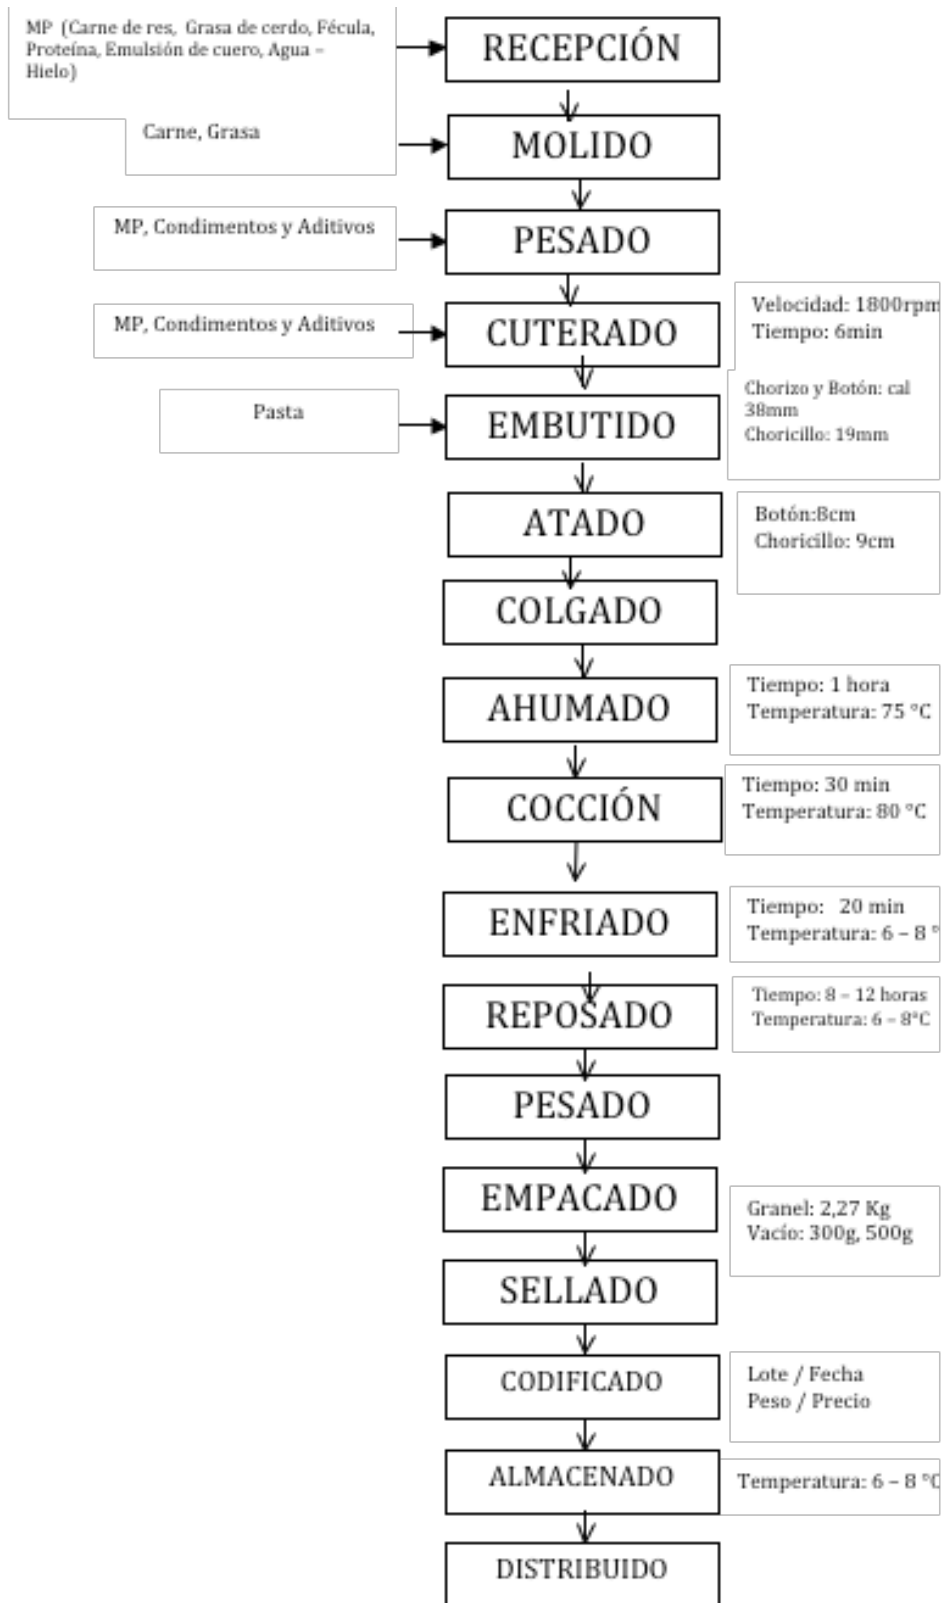 MP (Carne de res, Grasa de cerdo, Fécula,
Proteína, Emulsión de cuero, Agua –
Hielo)
RECEPCIÓN
Carne, Grasa
MOLIDO
MP, Condimentos y Aditivos
PESADO
MP, Condimentos y Aditivos
CUTERADO
Velocidad: 1800rpm
Tiempo: 6min
Pasta
EMBUTIDO
Chorizo y Botón: cal
38mm
Choricillo: 19mm
ATADO
Botón:8cm
Choricillo: 9cm
COLGADO
AHUMADO
Tiempo: 1 hora
Temperatura: 75 °C
COCCIÓN
Tiempo: 30 min
Temperatura: 80 °C
ENFRIADO
Tiempo: 20 min
Temperatura: 6 – 8 °
REPOSADO
Tiempo: 8 – 12 horas
Temperatura: 6 – 8°C
PESADO
EMPACADO
Granel: 2,27 Kg
Vacío: 300g, 500g
SELLADO
CODIFICADO
Lote / Fecha
Peso / Precio
ALMACENADO
Temperatura: 6 – 8 °C
DISTRIBUIDO